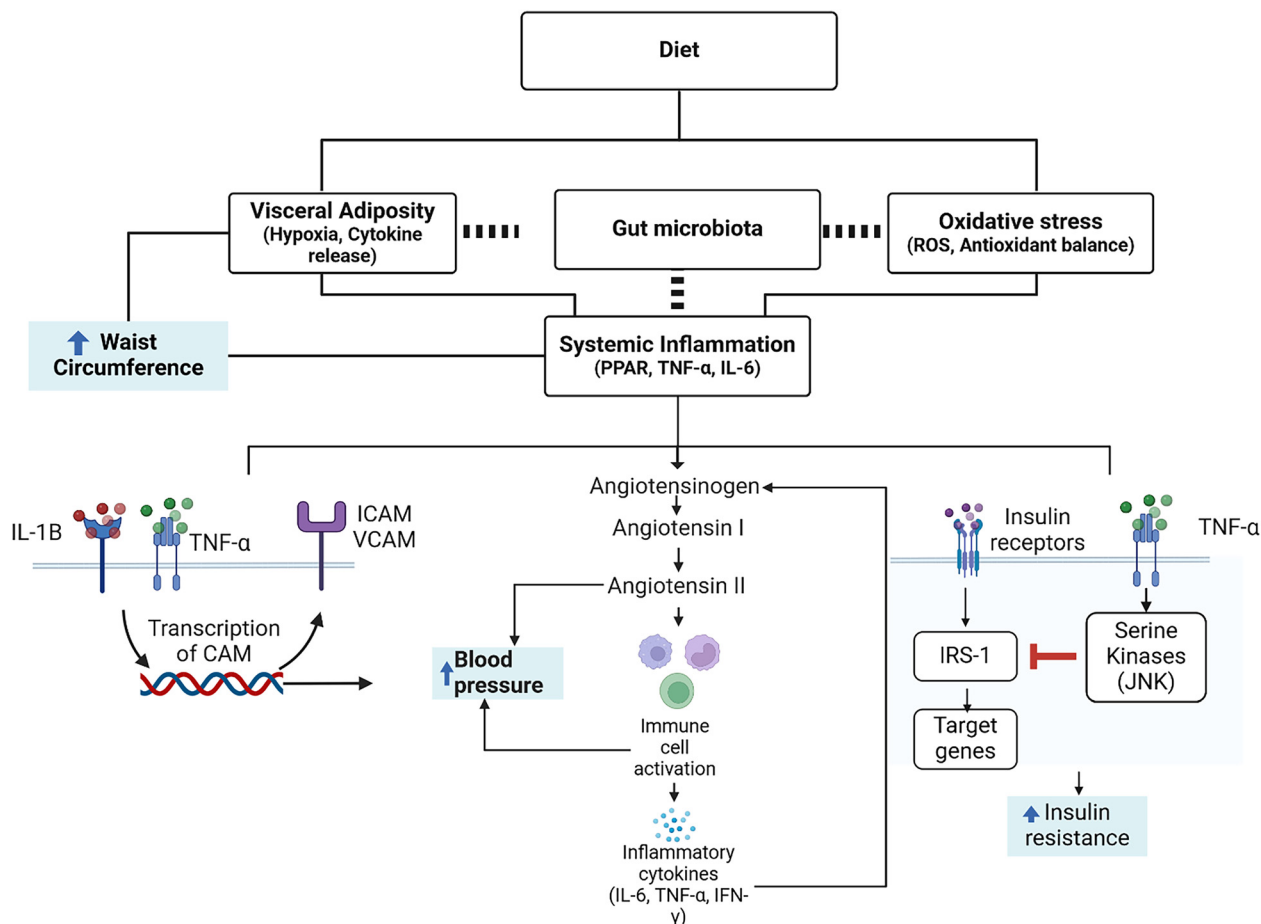 Diet
Visceral Adiposity
(Hypoxia, Cytokine
release)
Gut microbiota
Oxidative stress
(ROS, Antioxidant balance)
Waist
Circumference
Systemic Inflammation
(PPAR, TNF-α, IL-6)
IL-1B
TNF-α
ICAM
VCAM
Transcription
of CAM
Angiotensinogen
Angiotensin I
Angiotensin II
Blood
pressure
Immune
cell
activation
Inflammatory
cytokines
(IL-6, TNF-α, IFN-
γ)
Insulin
receptors
TNF-α
IRS-1
Serine
Kinases
(JNK)
Target
genes
Insulin
resistance